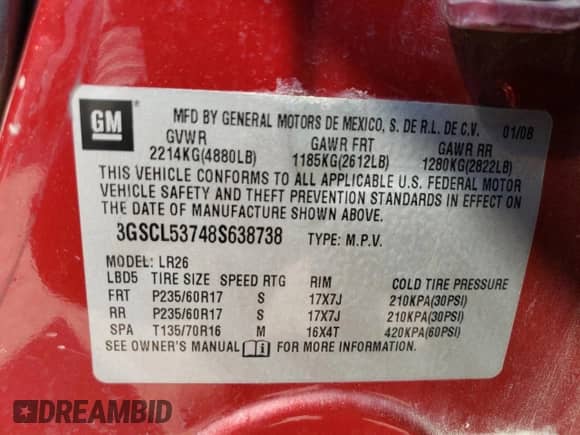 GM ®
MFD BY GENERAL MOTORS DE MEXICO, S. DE R.L. DE C.V. 01/08
GVWR GAWR FRT GAWR RR
2214KG(4880LB) 1185KG(2612LB) 1280KG(2822LB)
THIS VEHICLE CONFORMS TO ALL APPLICABLE U.S. FEDERAL MOTOR
VEHICLE SAFETY AND THEFT PREVENTION STANDARDS IN EFFECT ON
THE DATE OF MANUFACTURE SHOWN ABOVE.
3GSCL53748S638738 TYPE: M.P.V.
MODEL: LR26
LBD5 TIRE SIZE SPEED RTG RIM COLD TIRE PRESSURE
FRT P235/60R17 S 17X7J 210KPA(30PSI)
RR P235/60R17 S 17X7J 210KPA(30PSI)
SPA T135/70R16 M 16X4T 420KPA(60PSI)
SEE OWNER'S MANUAL FOR MORE INFORMATION.
DREAMBID